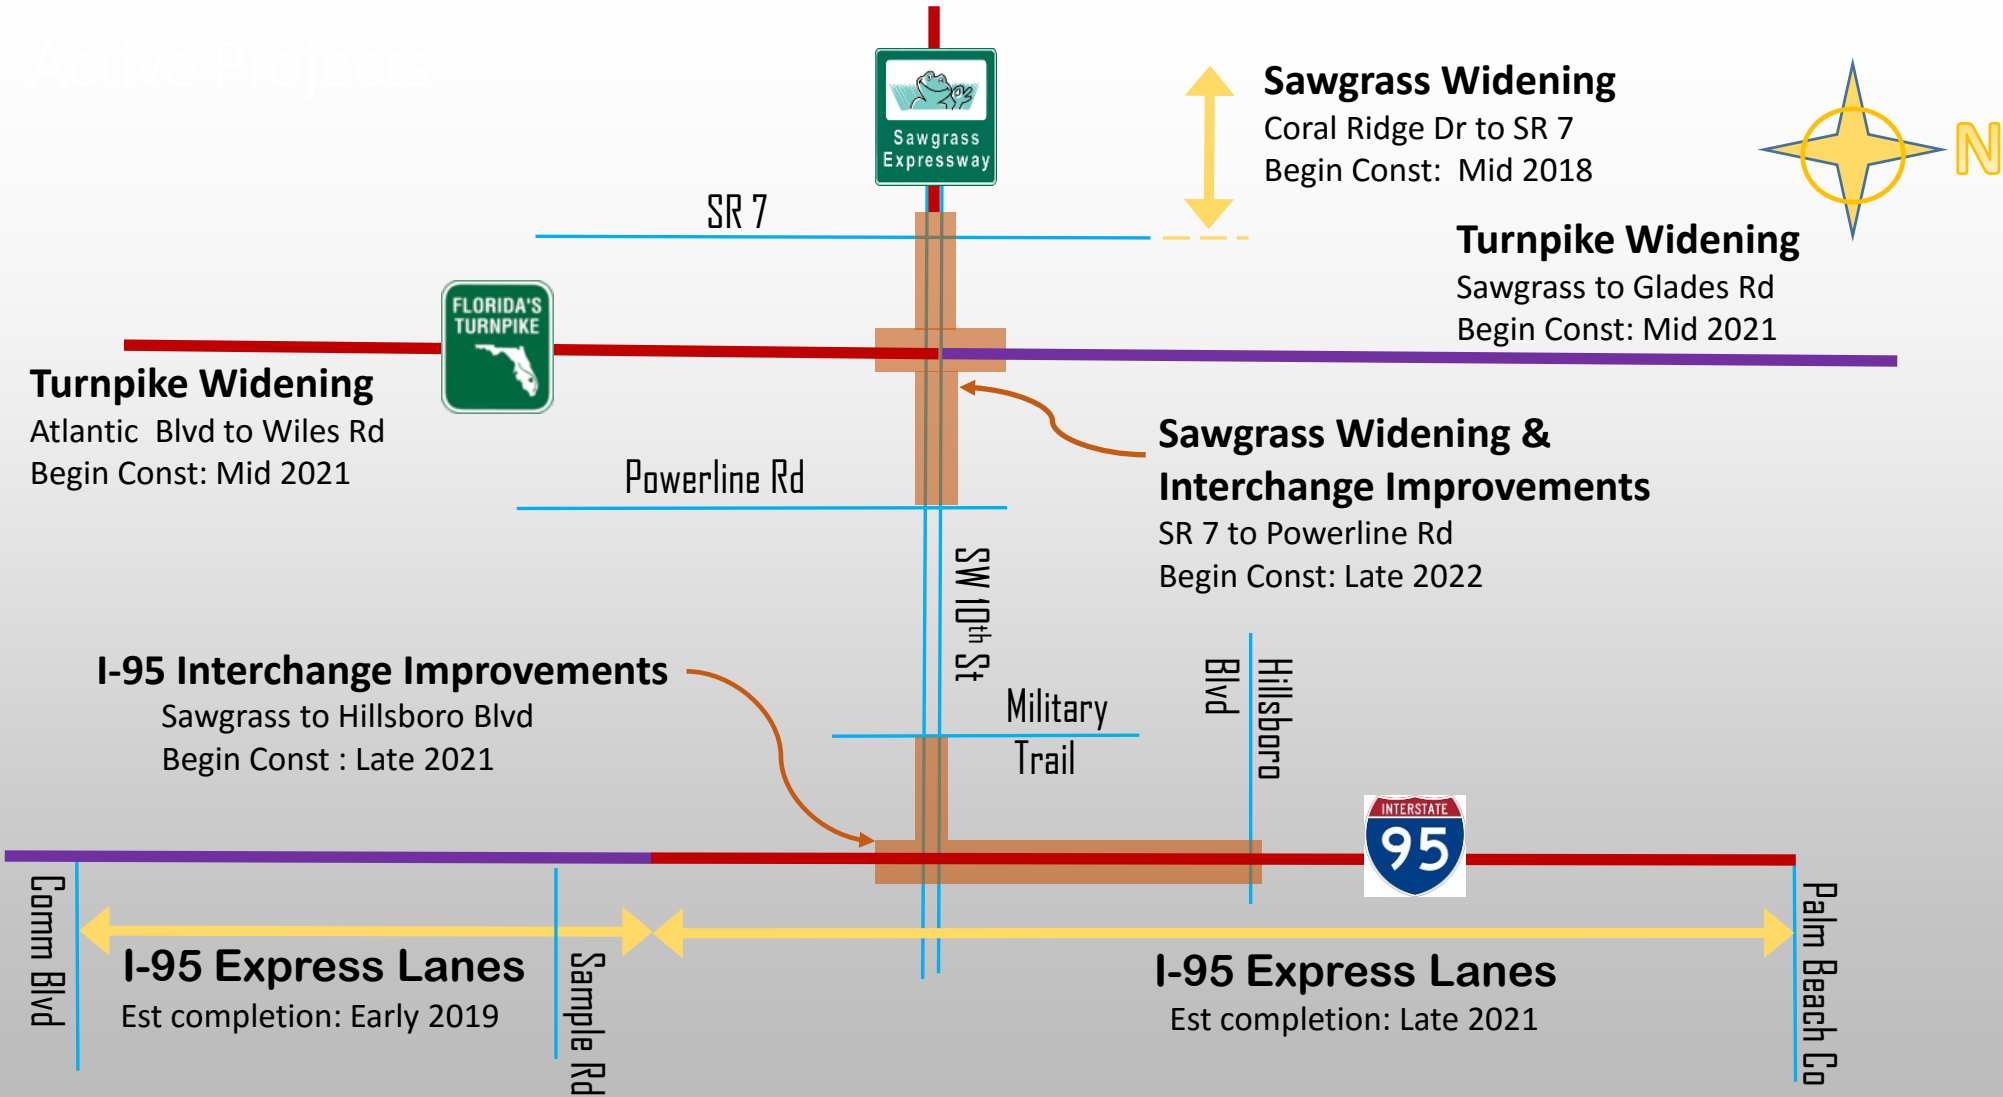 Active Projects
Sawgrass
Expressway
Sawgrass Widening
Coral Ridge Dr to SR 7
Begin Const: Mid 2018
N
SR 7
Turnpike Widening
Sawgrass to Glades Rd
Begin Const: Mid 2021
FLORIDA'S
TURNPIKE
Turnpike Widening
Atlantic Blvd to Wiles Rd
Begin Const: Mid 2021
Sawgrass Widening &
Interchange Improvements
SR 7 to Powerline Rd
Begin Const: Late 2022
Powerline Rd
SW 10th St
I-95 Interchange Improvements
Sawgrass to Hillsboro Blvd
Begin Const : Late 2021
Military
Trail
Hillsboro
Blvd
INTERSTATE
95
Comm Blvd
I-95 Express Lanes
Est completion: Early 2019
Sample Rd
I-95 Express Lanes
Est completion: Late 2021
Palm Beach Co